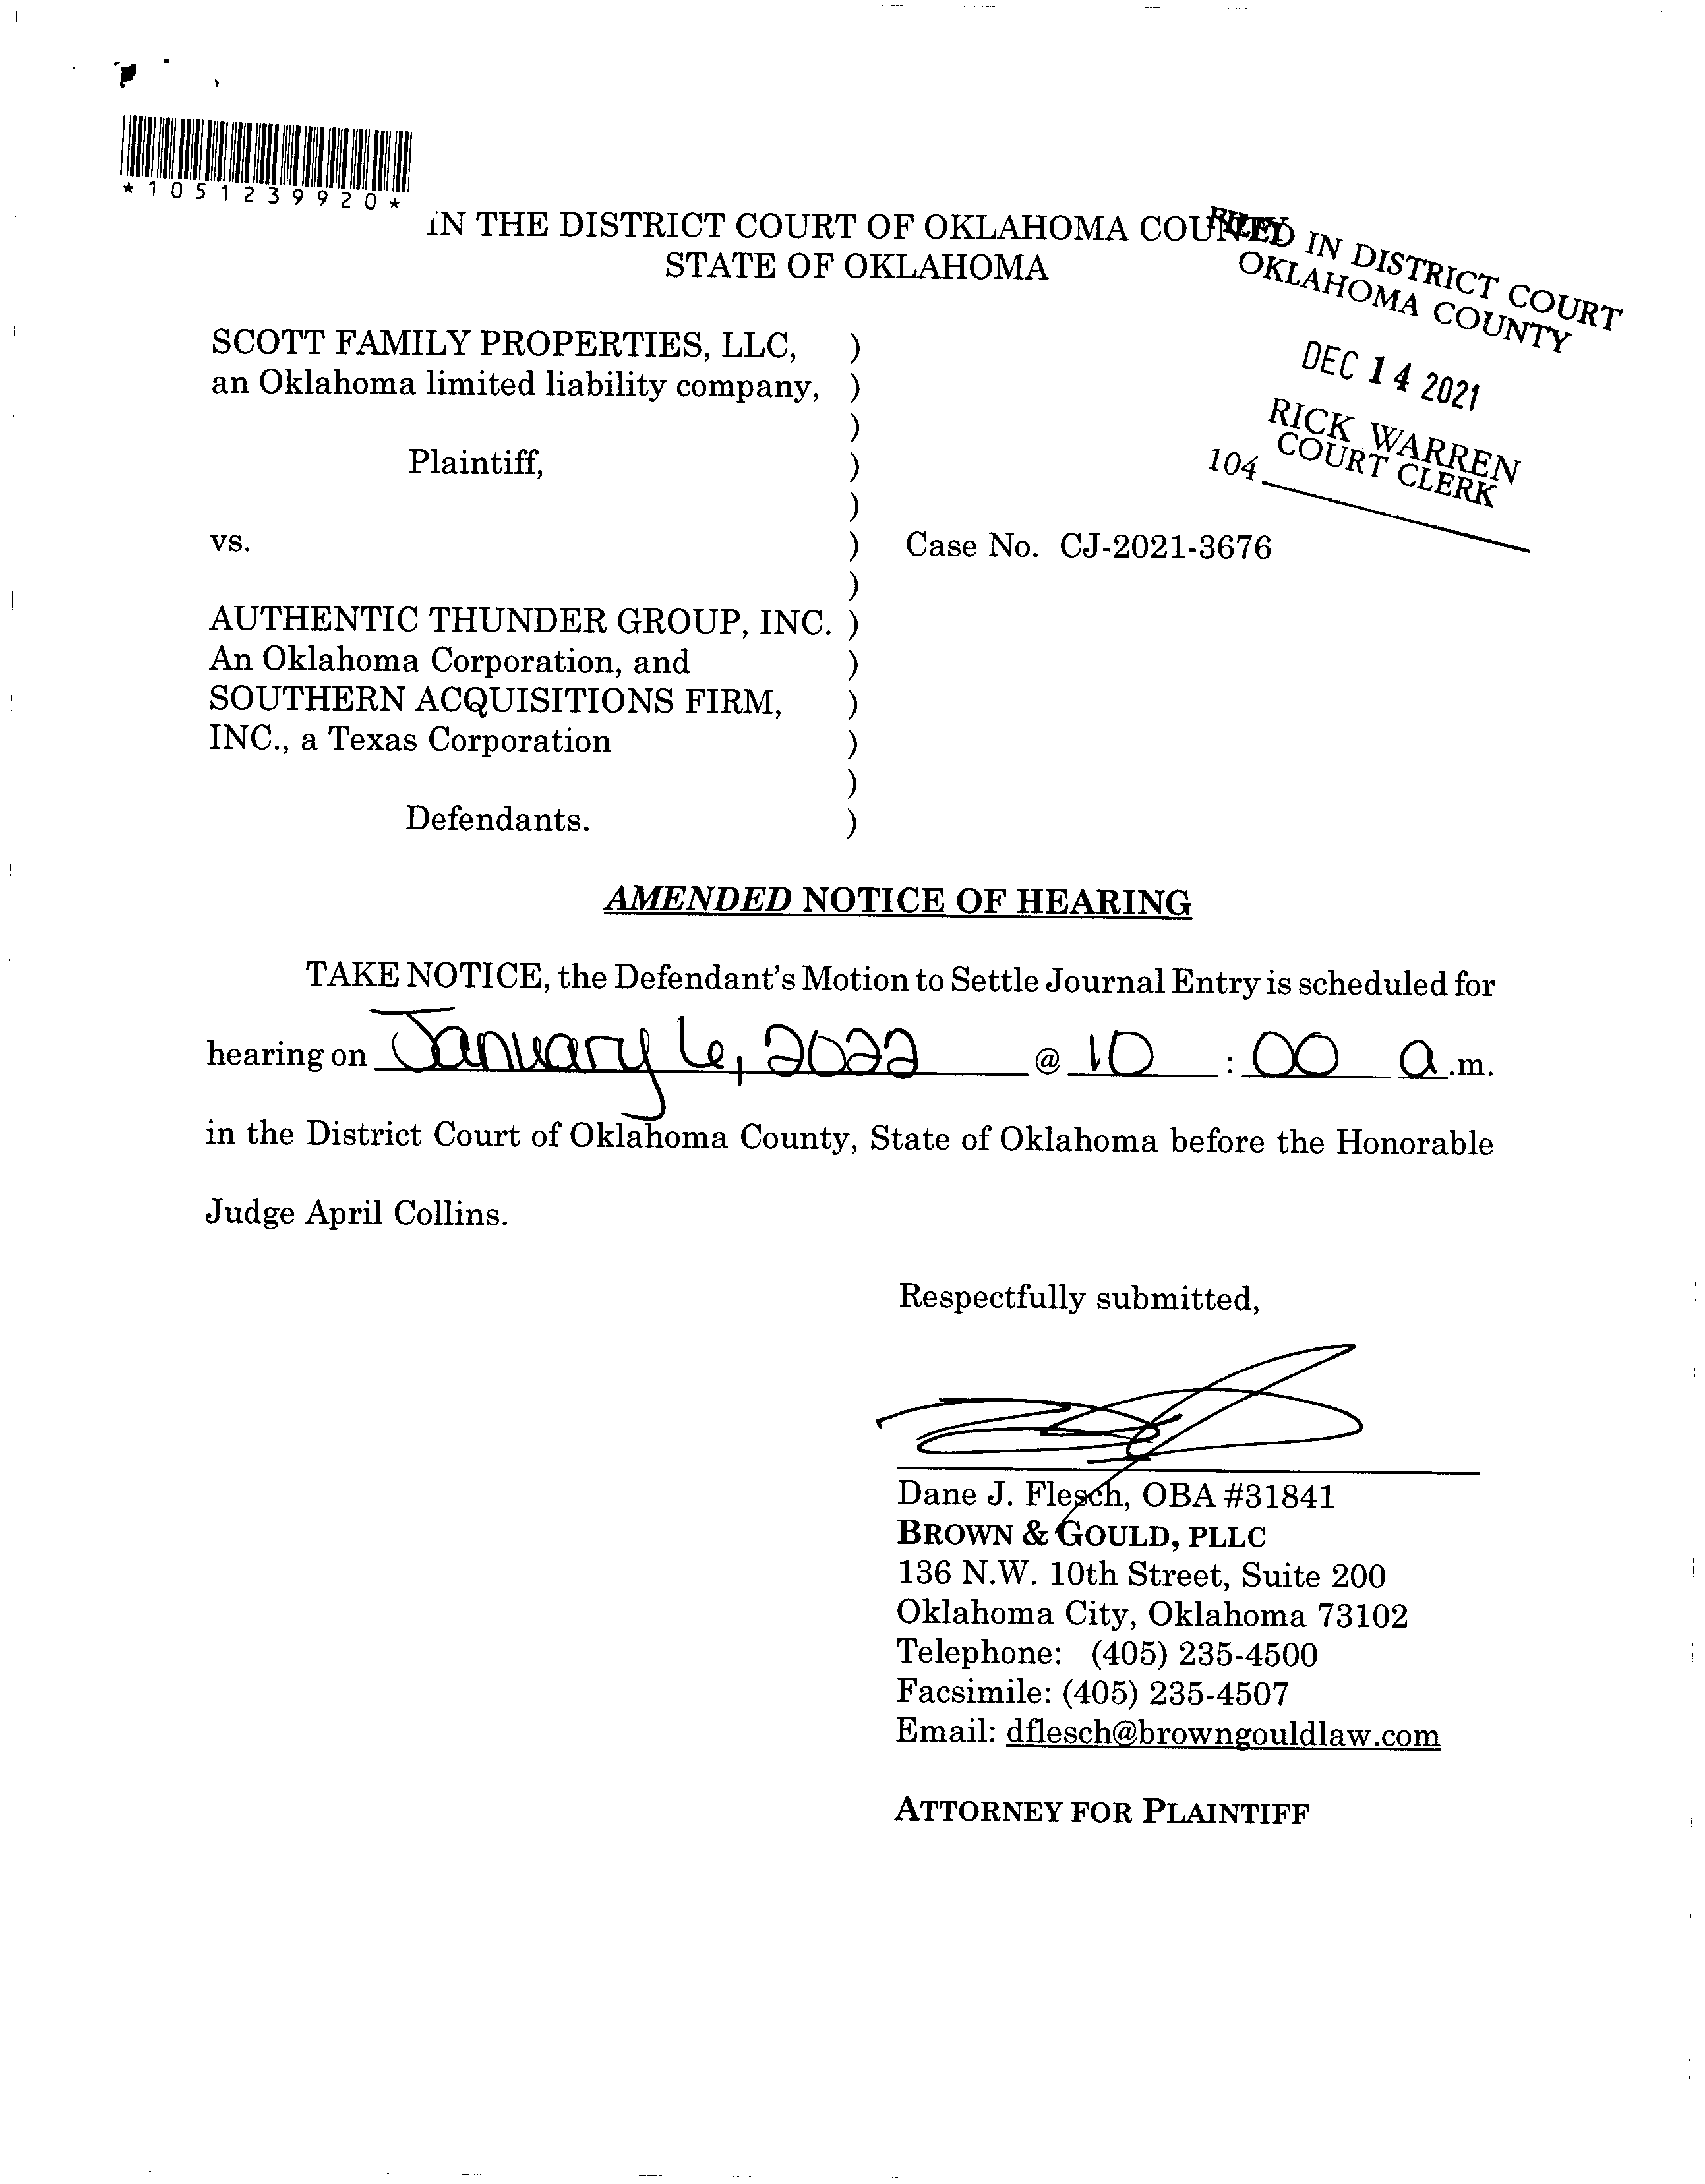 *1051239920*
IN THE DISTRICT COURT OF OKLAHOMA COUNTY
STATE OF OKLAHOMA
FILED IN DISTRICT COURT
OKLAHOMA COUNTY
DEC 14 2021
RICK WARREN
COURT CLERK
104
SCOTT FAMILY PROPERTIES, LLC, )
an Oklahoma limited liability company, )
)
Plaintiff, )
)
vs. ) Case No. CJ-2021-3676
)
AUTHENTIC THUNDER GROUP, INC. )
An Oklahoma Corporation, and )
SOUTHERN ACQUISITIONS FIRM, )
INC., a Texas Corporation )
)
Defendants. )
AMENDED NOTICE OF HEARING
TAKE NOTICE, the Defendant's Motion to Settle Journal Entry is scheduled for
hearing on January 6, 2022 @ 10 : 00 a.m.
in the District Court of Oklahoma County, State of Oklahoma before the Honorable
Judge April Collins.
Respectfully submitted,
Dane J. Flesch, OBA #31841
BROWN & GOULD, PLLC
136 N.W. 10th Street, Suite 200
Oklahoma City, Oklahoma 73102
Telephone: (405) 235-4500
Facsimile: (405) 235-4507
Email: dflesch@browngouldlaw.com
ATTORNEY FOR PLAINTIFF